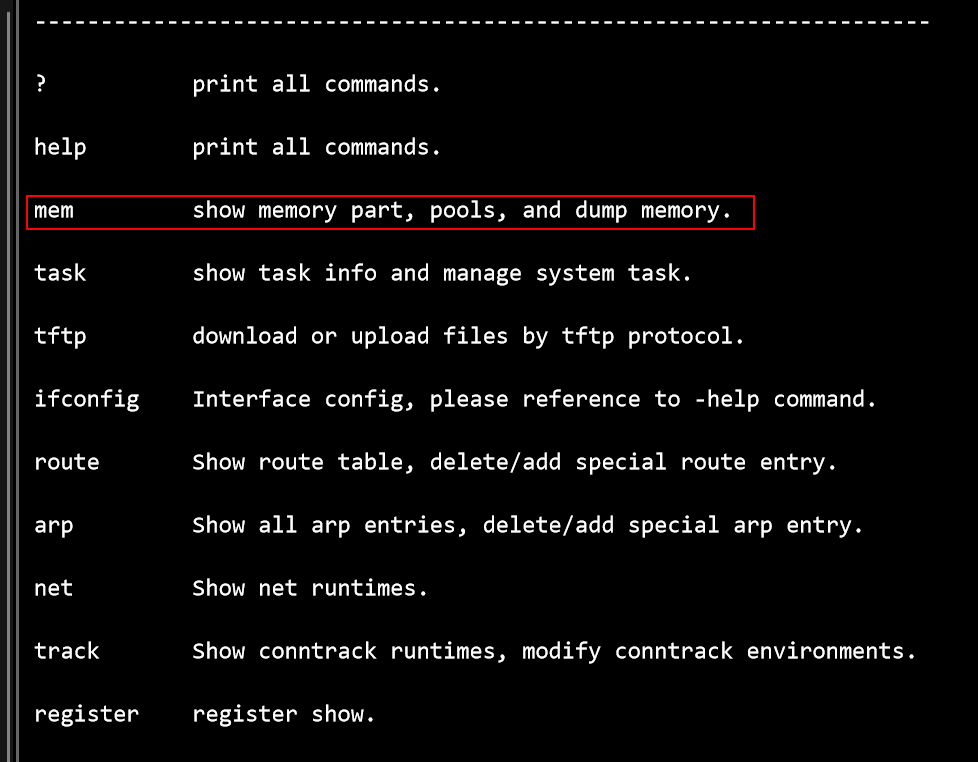 --------------------------------------------------------------------
? print all commands.
help print all commands.
mem show memory part, pools, and dump memory.
task show task info and manage system task.
tftp download or upload files by tftp protocol.
ifconfig Interface config, please reference to -help command.
route Show route table, delete/add special route entry.
arp Show all arp entries, delete/add special arp entry.
net Show net runtimes.
track Show conntrack runtimes, modify conntrack environments.
register register show.